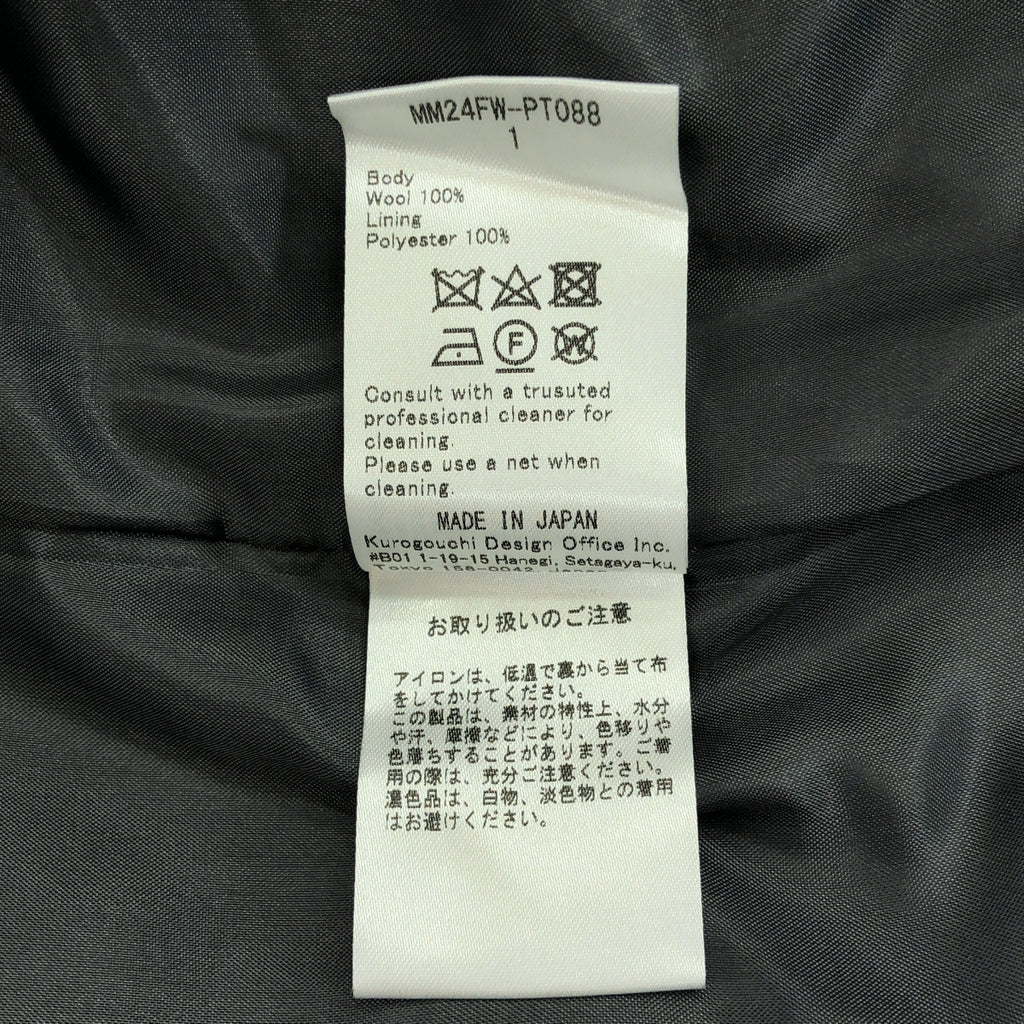 MM24FW-PT088
1
Body
Wool 100%
Lining
Polyester 100%
F
W
Consult with a trusuted
professional cleaner for
cleaning.
Please use a net when
cleaning.
MADE IN JAPAN
Kurogouchi Design Office Inc.
#B01 1-19-15 Hanegi, Setagaya-ku,
Tokyo 156-0042, Japan
お取り扱いのご注意
アイロンは、低温で裏から当て布
をしてかけてください。
この製品は、素材の特性上、水分
や汗、摩擦などにより、色移りや
色落ちすることがあります。ご着
用の際は、充分ご注意ください。
濃色品は、白物、淡色物との着用
はお避けください。